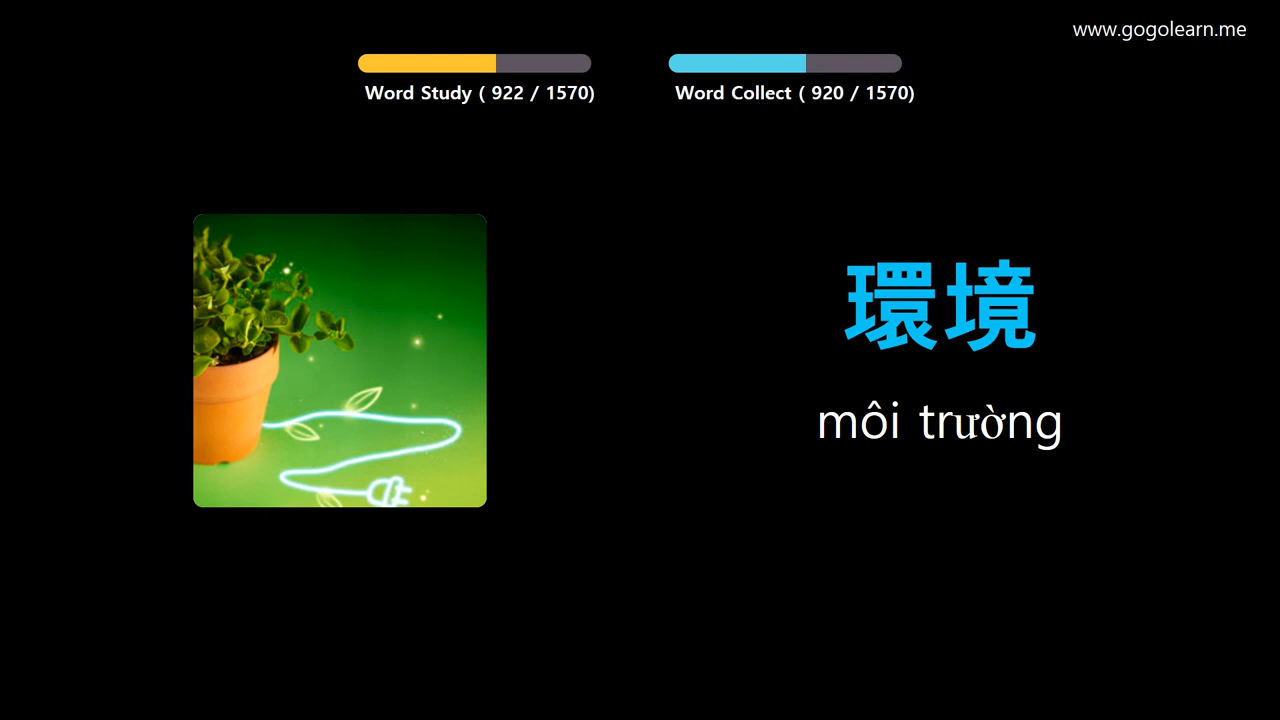 www.gogolearn.me
Word Study ( 922 / 1570)
Word Collect ( 920 / 1570)
環境
môi trường